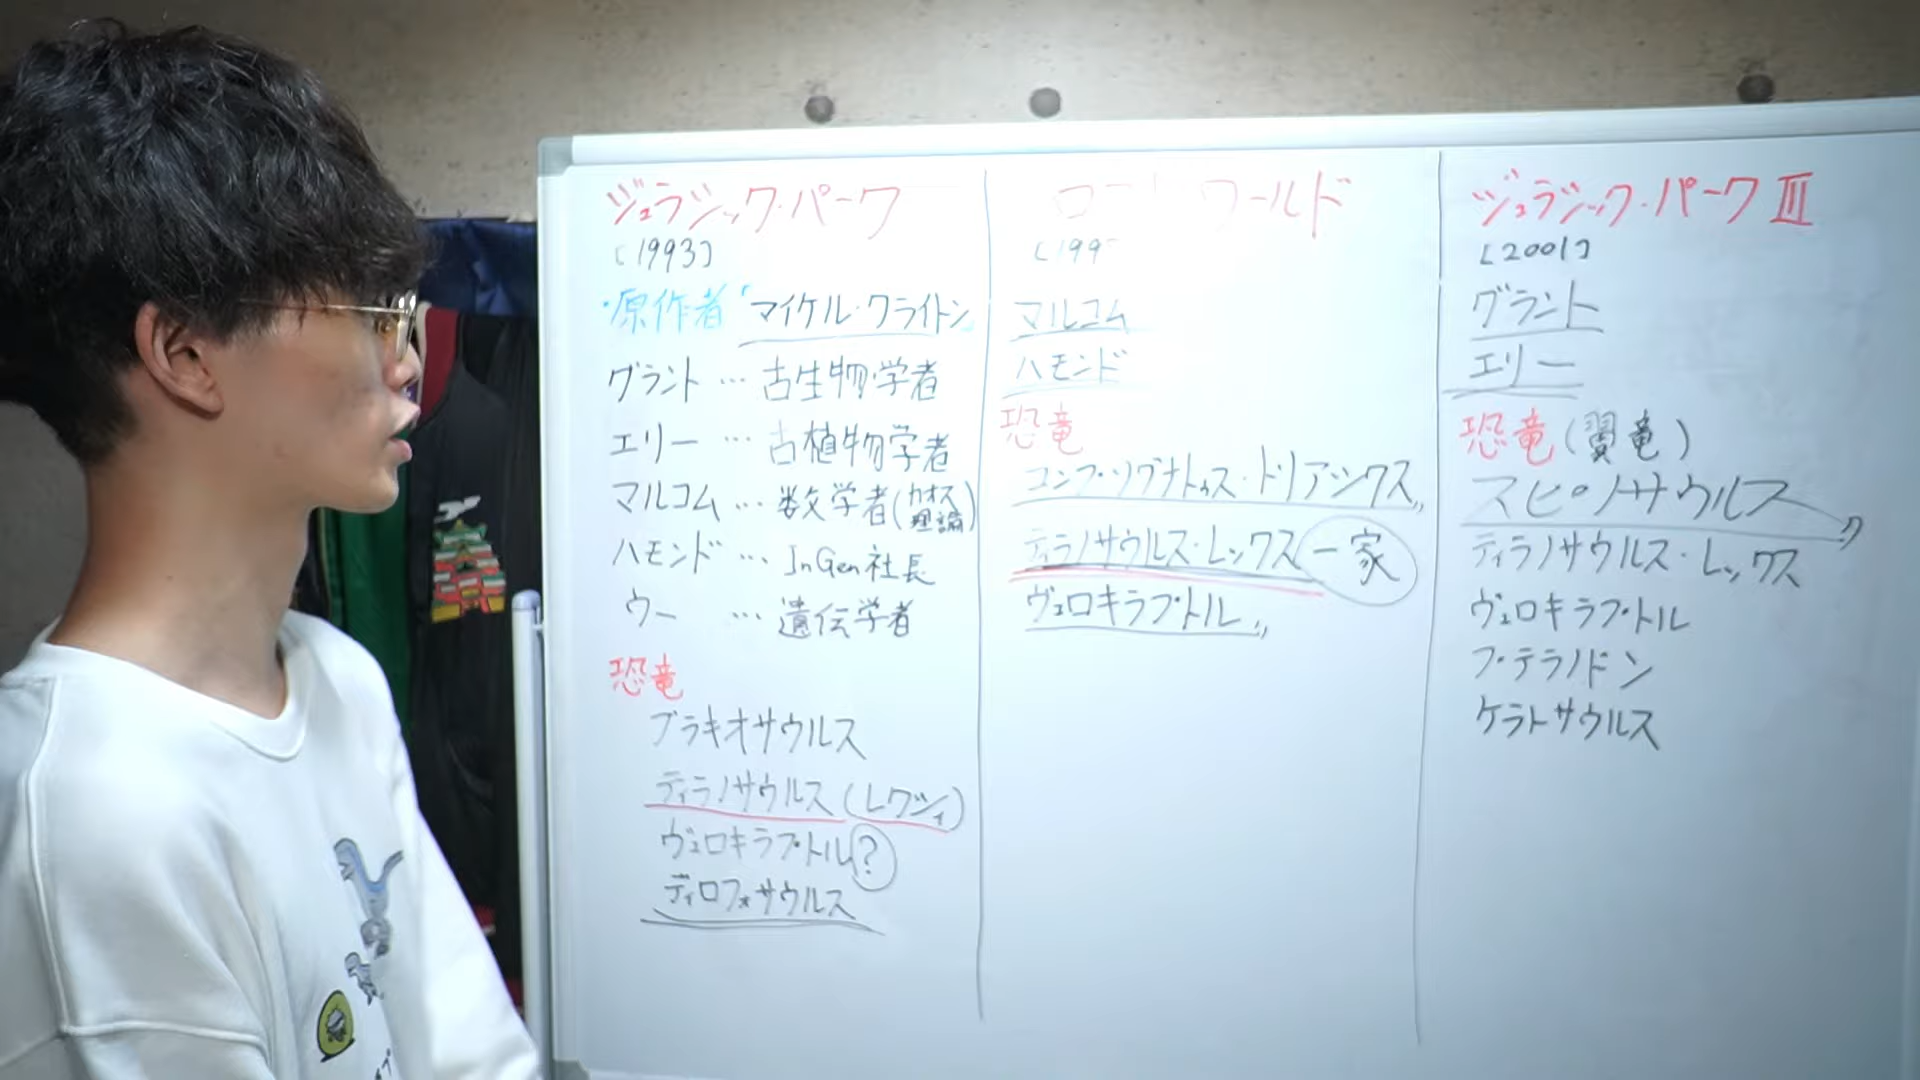 ジュラシック・パーク
[1993]
・原作者「マイケル・クライトン」
グラント … 古生物学者
エリー … 古植物学者
マルコム … 数学者(カオス理論)
ハモンド … InGen社長
ウー … 遺伝学者
恐竜
ブラキオサウルス
ティラノサウルス(レクシィ)
ヴェロキラプトル?
ディロフォサウルス
ワールド
[199
マルコム
ハモンド
恐竜
コンプソグナトゥス・トリアシクス
ティラノサウルス・レックス一家
ヴェロキラプトル
ジュラシック・パークIII
[2001]
グラント
エリー
恐竜(翼竜)
スピノサウルス
ティラノサウルス・レックス
ヴェロキラプトル
プテラノドン
ケラトサウルス